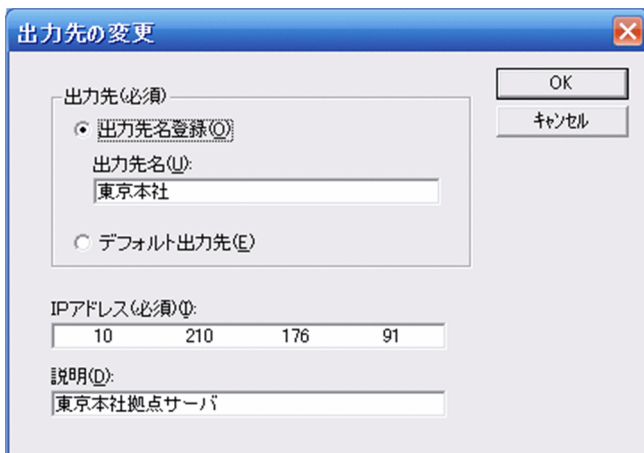 出力先の変更
出力先(必須)
出力先名登録(O)
出力先名(U):
東京本社
デフォルト出力先(E)
OK
キャンセル
IPアドレス(必須)(I):
10 210 176 91
説明(D):
東京本社拠点サーバ